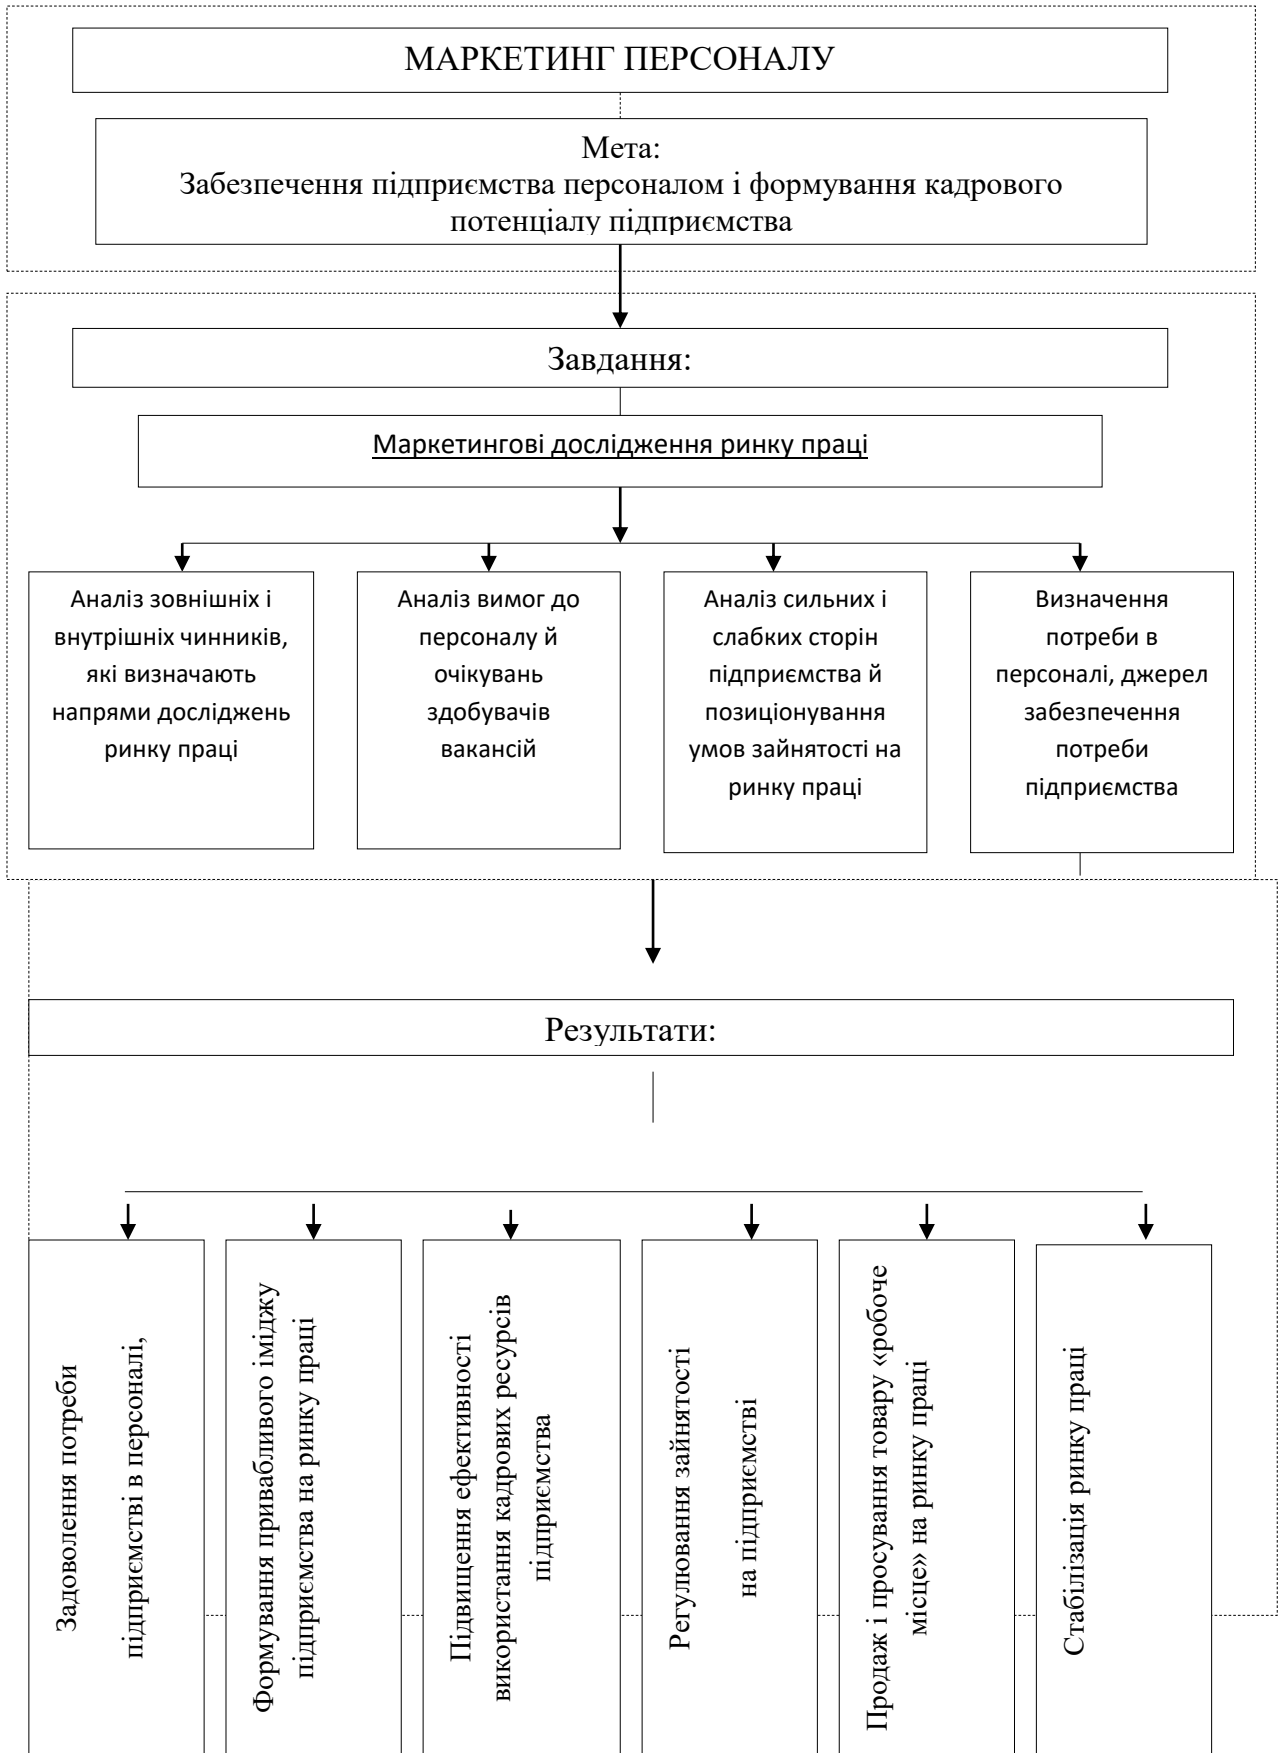 МАРКЕТИНГ ПЕРСОНАЛУ
Мета:
Забезпечення підприємства персоналом і формування кадрового
потенціалу підприємства
Завдання:
Маркетингові дослідження ринку праці
Аналіз зовнішніх і
внутрішніх чинників,
які визначають
напрями досліджень
ринку праці
Аналіз вимог до
персоналу й
очікувань
здобувачів
вакансій
Аналіз сильних і
слабких сторін
підприємства й
позиціонування
умов зайнятості на
ринку праці
Визначення
потреби в
персоналі, джерел
забезпечення
потреби
підприємства
Результати:
Задоволення потреби
підприємстві в персоналі,
Формування привабливого іміджу
підприємства на ринку праці
Підвищення ефективності
використання кадрових ресурсів
підприємства
Регулювання зайнятості
на підприємстві
Продаж і просування товару «робоче
місце» на ринку праці
Стабілізація ринку праці